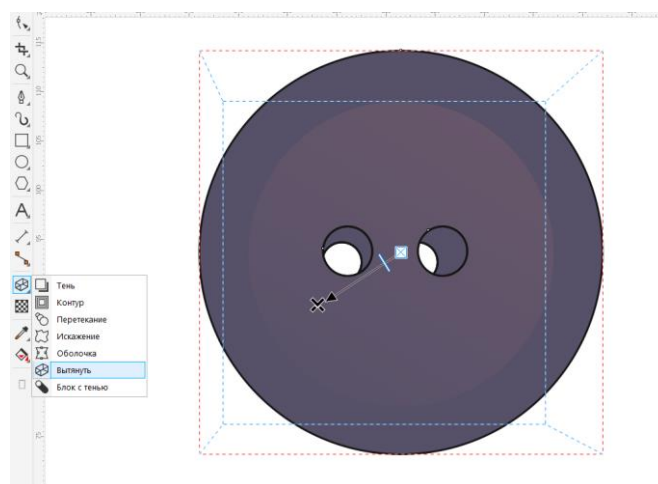 Тень
Контур
Перетекание
Искажение
Оболочка
Вытянуть
Блок с тенью